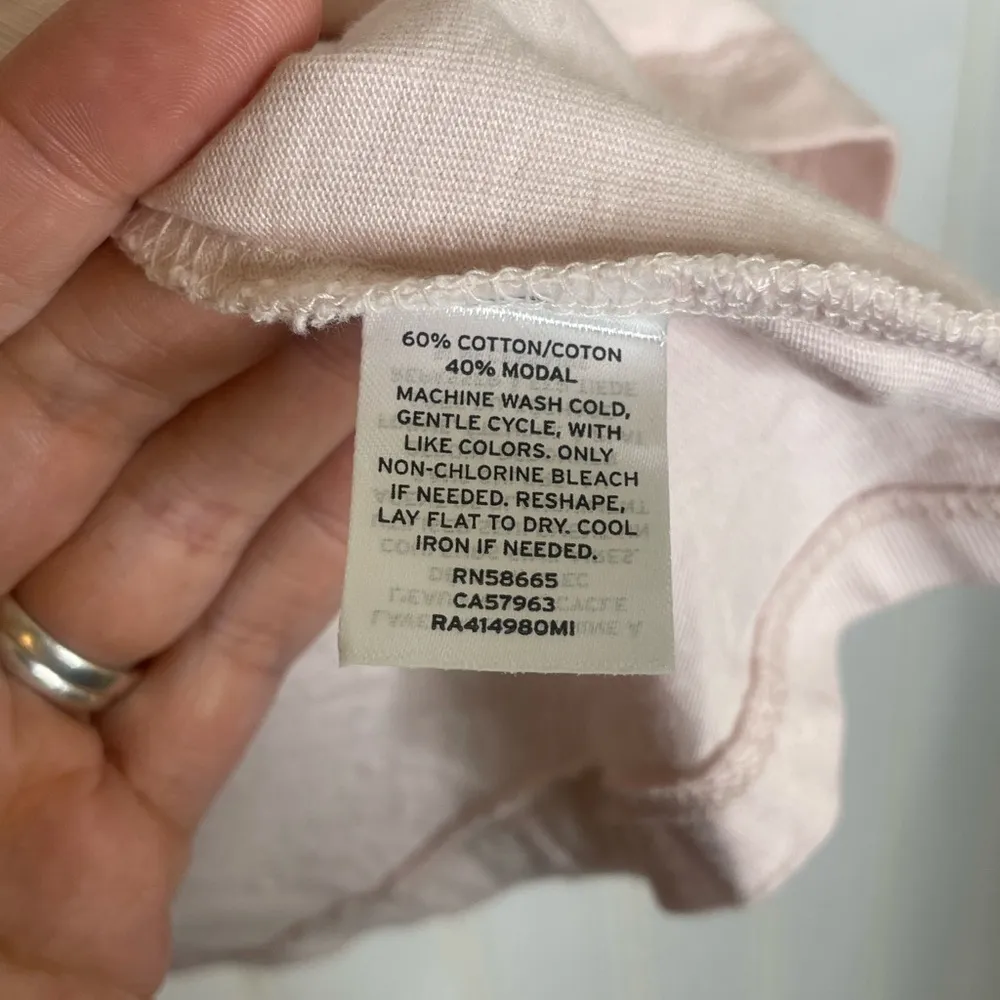 60% COTTON/COTON
40% MODAL
MACHINE WASH COLD,
GENTLE CYCLE, WITH
LIKE COLORS. ONLY
NON-CHLORINE BLEACH
IF NEEDED. RESHAPE,
LAY FLAT TO DRY. COOL
IRON IF NEEDED.
RN58665
CA57963
RA414980MI